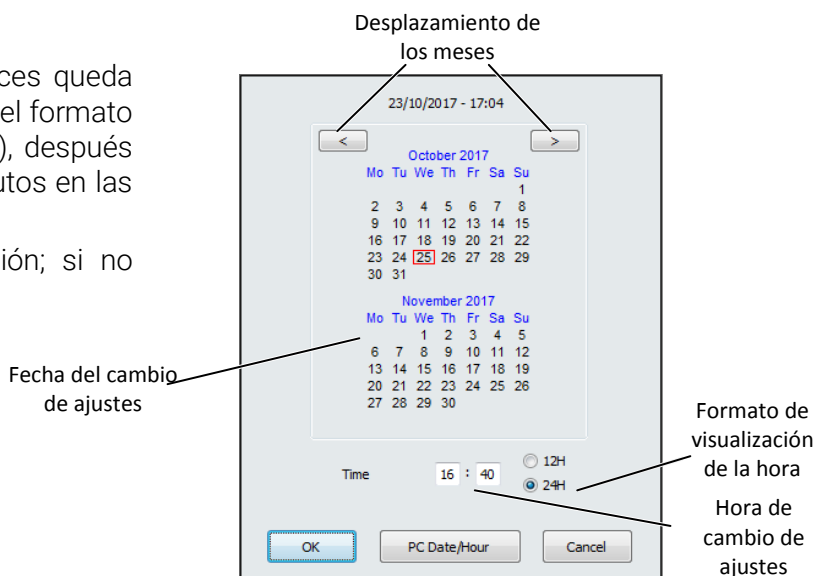 Desplazamiento de
los meses
ces queda
el formato
), después
utos en las
ión; si no
23/10/2017 - 17:04
< >
October 2017
Mo Tu We Th Fr Sa Su
1
2 3 4 5 6 7 8
9 10 11 12 13 14 15
16 17 18 19 20 21 22
23 24 25 26 27 28 29
30 31
November 2017
Mo Tu We Th Fr Sa Su
1 2 3 4 5
6 7 8 9 10 11 12
13 14 15 16 17 18 19
20 21 22 23 24 25 26
27 28 29 30
Fecha del cambio
de ajustes
Time 16 : 40
12H
24H
Formato de
visualización
de la hora
Hora de
cambio de
ajustes
OK PC Date/Hour Cancel